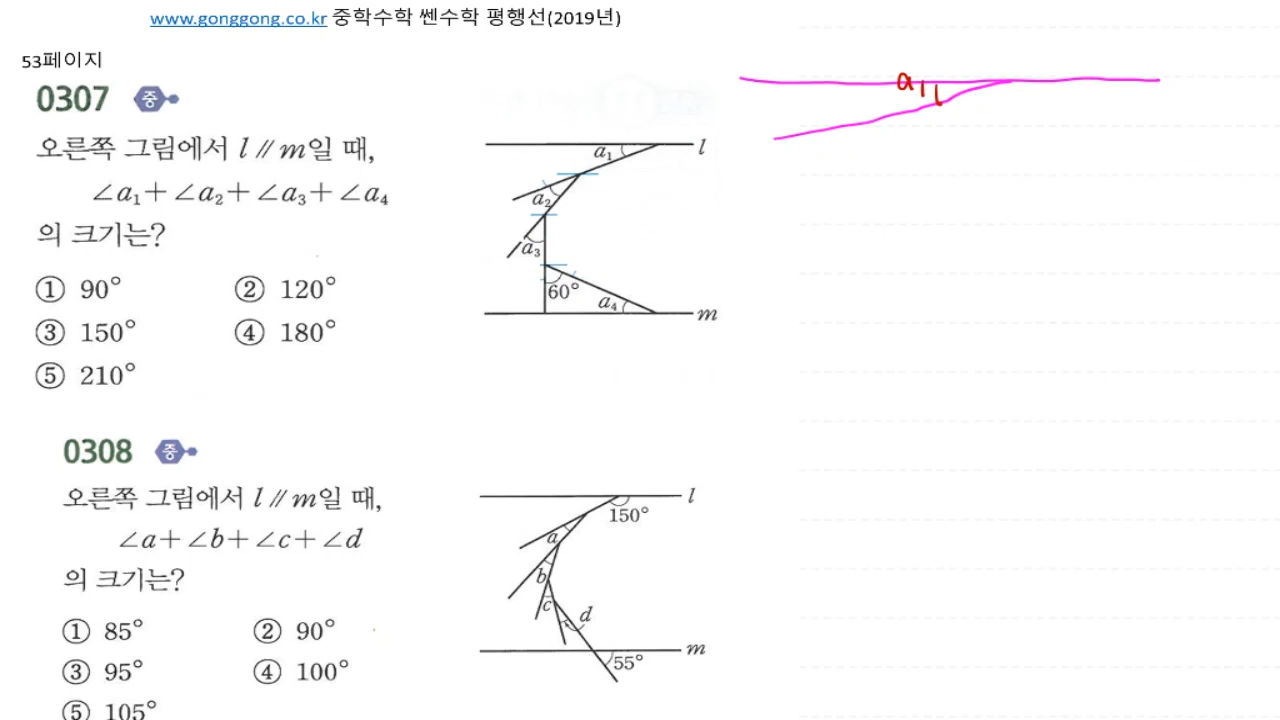 www.gonggong.co.kr 중학수학 쎈수학 평행선(2019년)
53페이지
0307 중
오른쪽 그림에서 l // m일 때,
∠a₁+∠a₂+∠a₃+∠a₄
의 크기는?
① 90° ② 120°
③ 150° ④ 180°
⑤ 210°
a₁ l
a₂
a₃
60° a₄ m
a₁
0308 중
오른쪽 그림에서 l // m일 때,
∠a+∠b+∠c+∠d
의 크기는?
① 85° ② 90°
③ 95° ④ 100°
⑤ 105°
l
150°
a
b
c d
m
55°